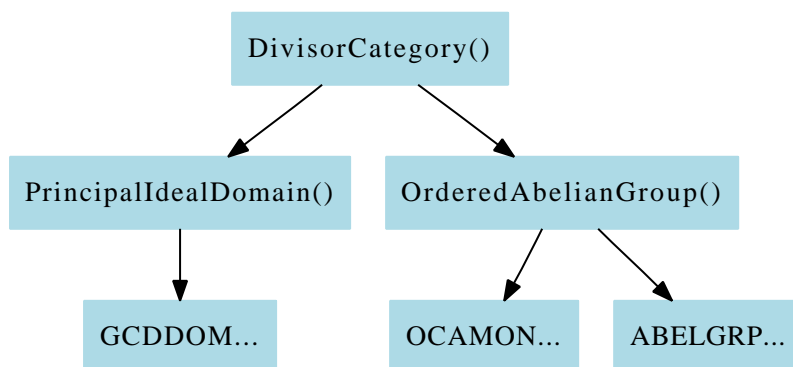 DivisorCategory()
PrincipalIdealDomain()
OrderedAbelianGroup()
GCDDOM...
OCAMON...
ABELGRP...